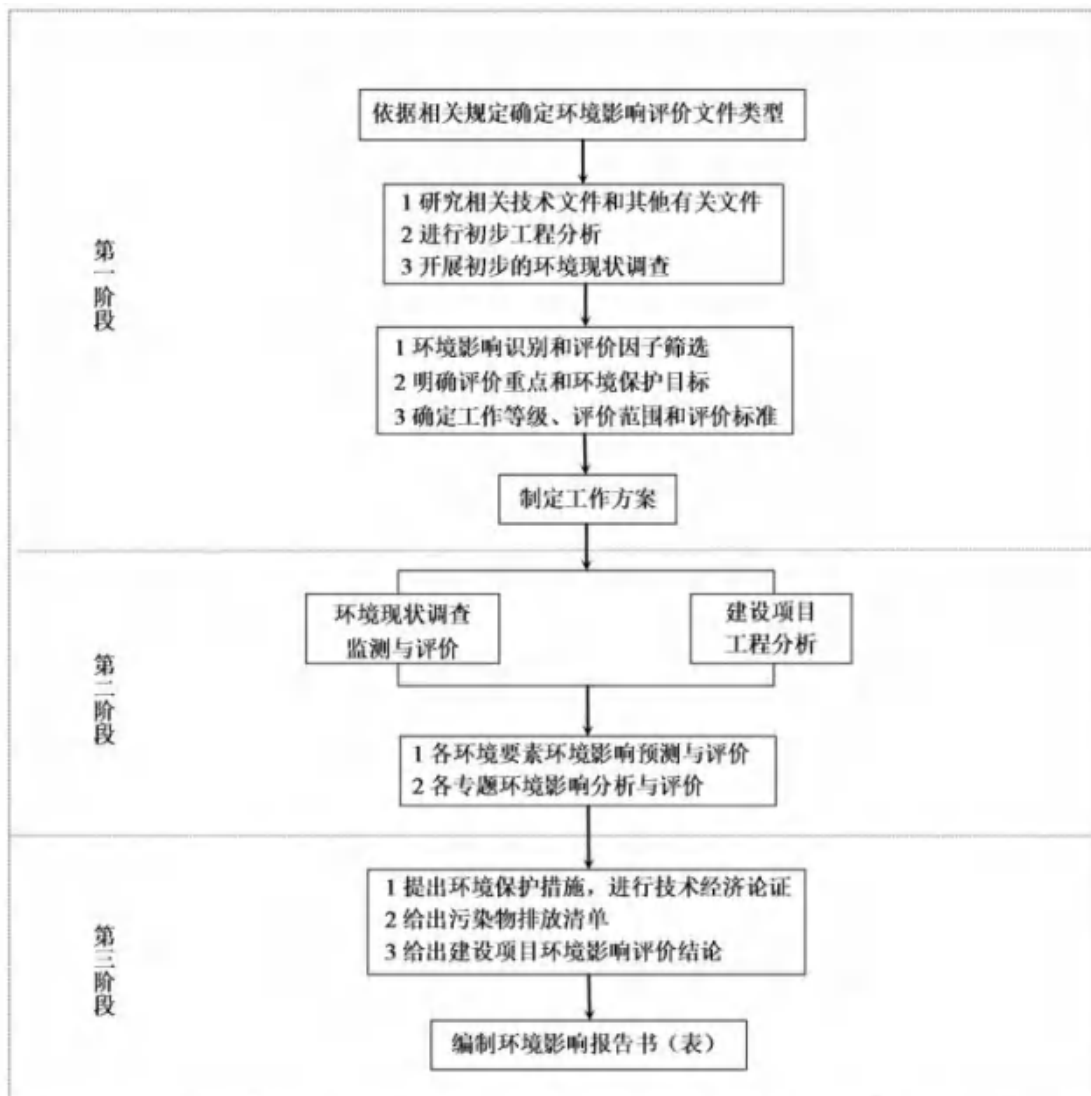 依据相关规定确定环境影响评价文件类型
1 研究相关技术文件和其他有关文件
2 进行初步工程分析
3 开展初步的环境现状调查
第一阶段
1 环境影响识别和评价因子筛选
2 明确评价重点和环境保护目标
3 确定工作等级、评价范围和评价标准
制定工作方案
环境现状调查
监测与评价
建设项目
工程分析
第二阶段
1 各环境要素环境影响预测与评价
2 各专题环境影响分析与评价
1 提出环境保护措施，进行技术经济论证
2 给出污染物排放清单
3 给出建设项目环境影响评价结论
第三阶段
编制环境影响报告书（表）